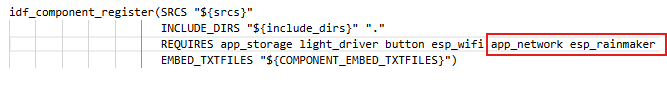 idf_component_register(SRCS "${srcs}"
INCLUDE_DIRS "${include_dirs}" "."
REQUIRES app_storage light_driver button esp_wifi app_network esp_rainmaker
EMBED_TXTFILES "${COMPONENT_EMBED_TXTFILES}")